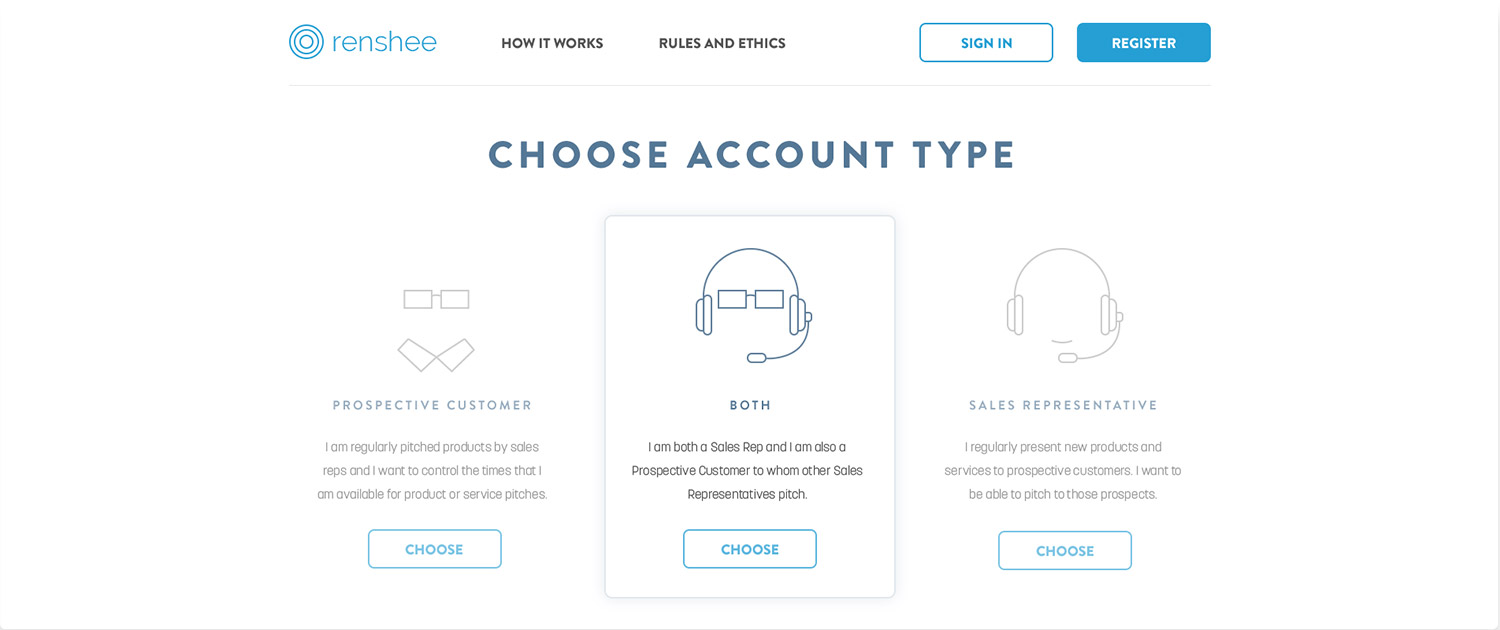 renshee
HOW IT WORKS
RULES AND ETHICS
SIGN IN
REGISTER
CHOOSE ACCOUNT TYPE
PROSPECTIVE CUSTOMER
I am regularly pitched products by sales
reps and I want to control the times that I
am available for product or service pitches.
CHOOSE
BOTH
I am both a Sales Rep and I am also a
Prospective Customer to whom other Sales
Representatives pitch.
CHOOSE
SALES REPRESENTATIVE
I regularly present new products and
services to prospective customers. I want to
be able to pitch to those prospects.
CHOOSE